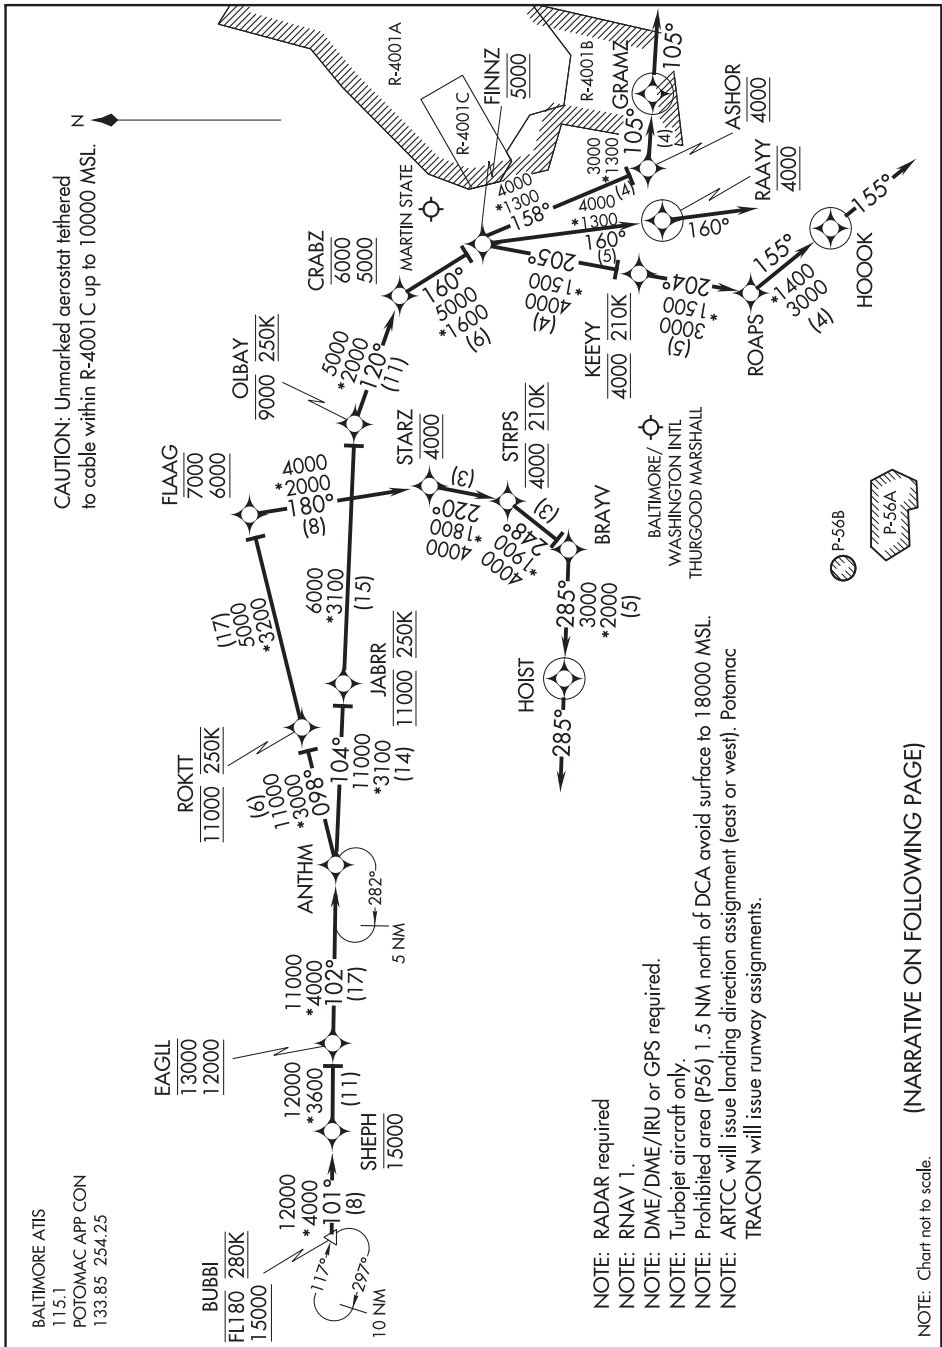 BALTIMORE ATIS
115.1
POTOMAC APP CON
133.85 254.25
CAUTION: Unmarked aerostat tethered
to cable within R-4001C up to 10000 MSL.
N
BUBBI
FL180 280K
15000
117°
297°
10 NM
12000
*4000
101°
(8)
SHEPH
15000
12000
*3600
(11)
EAGLL
13000
12000
11000
*4000
102°
(17)
ANTHM
282°
5 NM
(6)
11000
*3000
098°
ROKTT
11000 250K
104°
11000
*3100
(14)
JABRR
11000 250K
(17)
5000
*3200
FLAAG
7000
6000
6000
*3100
(15)
4000
*2000
180°
(8)
OLBAY
9000 250K
5000
*2000
120°
(11)
CRABZ
6000
5000
MARTIN STATE
160°
5000
*1600
(9)
FINNZ
5000
R-4001A
R-4001C
R-4001B
STARZ
4000
(3)
220°
*1800
4000
STRPS
4000 210K
(3)
248°
*1900
4000
BRAYV
285°
3000
*2000
(5)
HOIST
285°
4000
*1300
158°
(4)
3000
*1300
105°
(4)
GRAMZ
105°
ASHOR
4000
4000
*1300
160°
(5)
RAAYY
4000
160°
205°
*1500
4000
(4)
KEEYY
4000 210K
204°
*1500
3000
(5)
ROAPS
155°
*1400
3000
(4)
HOOOK
155°
BALTIMORE/
WASHINGTON INTL
THURGOOD MARSHALL
P-56B
P-56A
NOTE: RADAR required
NOTE: RNAV 1.
NOTE: DME/DME/IRU or GPS required.
NOTE: Turbojet aircraft only.
NOTE: Prohibited area (P56) 1.5 NM north of DCA avoid surface to 18000 MSL.
NOTE: ARTCC will issue landing direction assignment (east or west). Potomac
TRACON will issue runway assignments.
(NARRATIVE ON FOLLOWING PAGE)
NOTE: Chart not to scale.